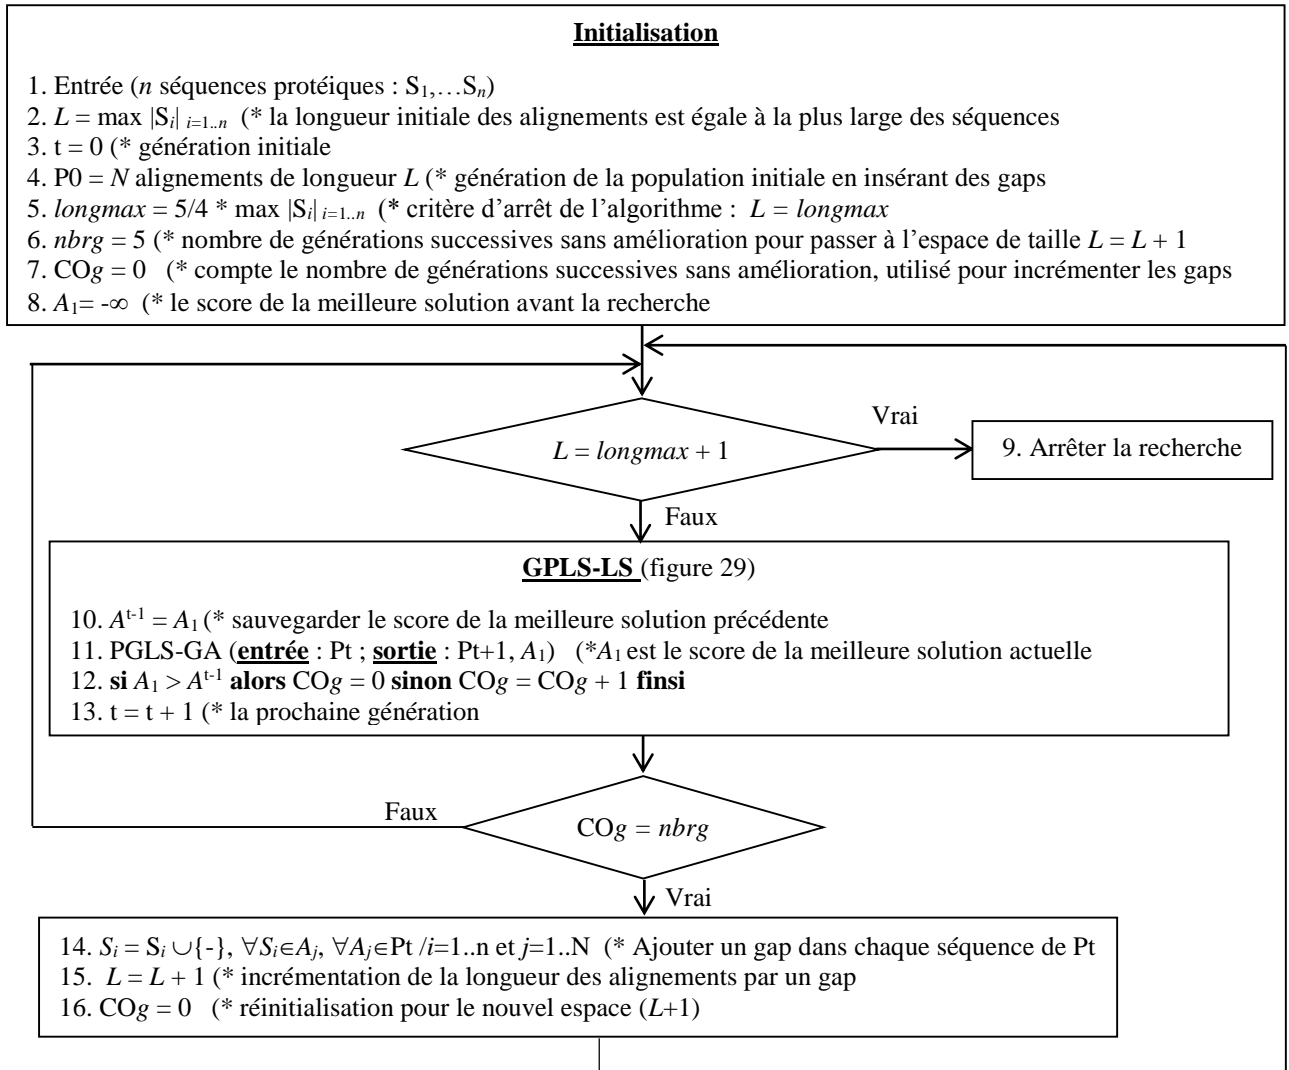 Initialisation
1. Entrée (n séquences protéiques : S1,…Sn)
2. L = max |Si| i=1..n (* la longueur initiale des alignements est égale à la plus large des séquences
3. t = 0 (* génération initiale
4. P0 = N alignements de longueur L (* génération de la population initiale en insérant des gaps
5. longmax = 5/4 * max |Si| i=1..n (* critère d’arrêt de l’algorithme : L = longmax
6. nbrg = 5 (* nombre de générations successives sans amélioration pour passer à l’espace de taille L = L + 1
7. COg = 0 (* compte le nombre de générations successives sans amélioration, utilisé pour incrémenter les gaps
8. A1= -∞ (* le score de la meilleure solution avant la recherche
L = longmax + 1
Vrai
9. Arrêter la recherche
Faux
GPLS-LS (figure 29)
10. A^t-1 = A1 (* sauvegarder le score de la meilleure solution précédente
11. PGLS-GA (entrée : Pt ; sortie : Pt+1, A1) (*A1 est le score de la meilleure solution actuelle
12. si A1 > A^t-1 alors COg = 0 sinon COg = COg + 1 finsi
13. t = t + 1 (* la prochaine génération
Faux
COg = nbrg
Vrai
14. Si = Si ∪{-}, ∀Si∈Aj, ∀Aj∈Pt /i=1..n et j=1..N (* Ajouter un gap dans chaque séquence de Pt
15. L = L + 1 (* incrémentation de la longueur des alignements par un gap
16. COg = 0 (* réinitialisation pour le nouvel espace (L+1)